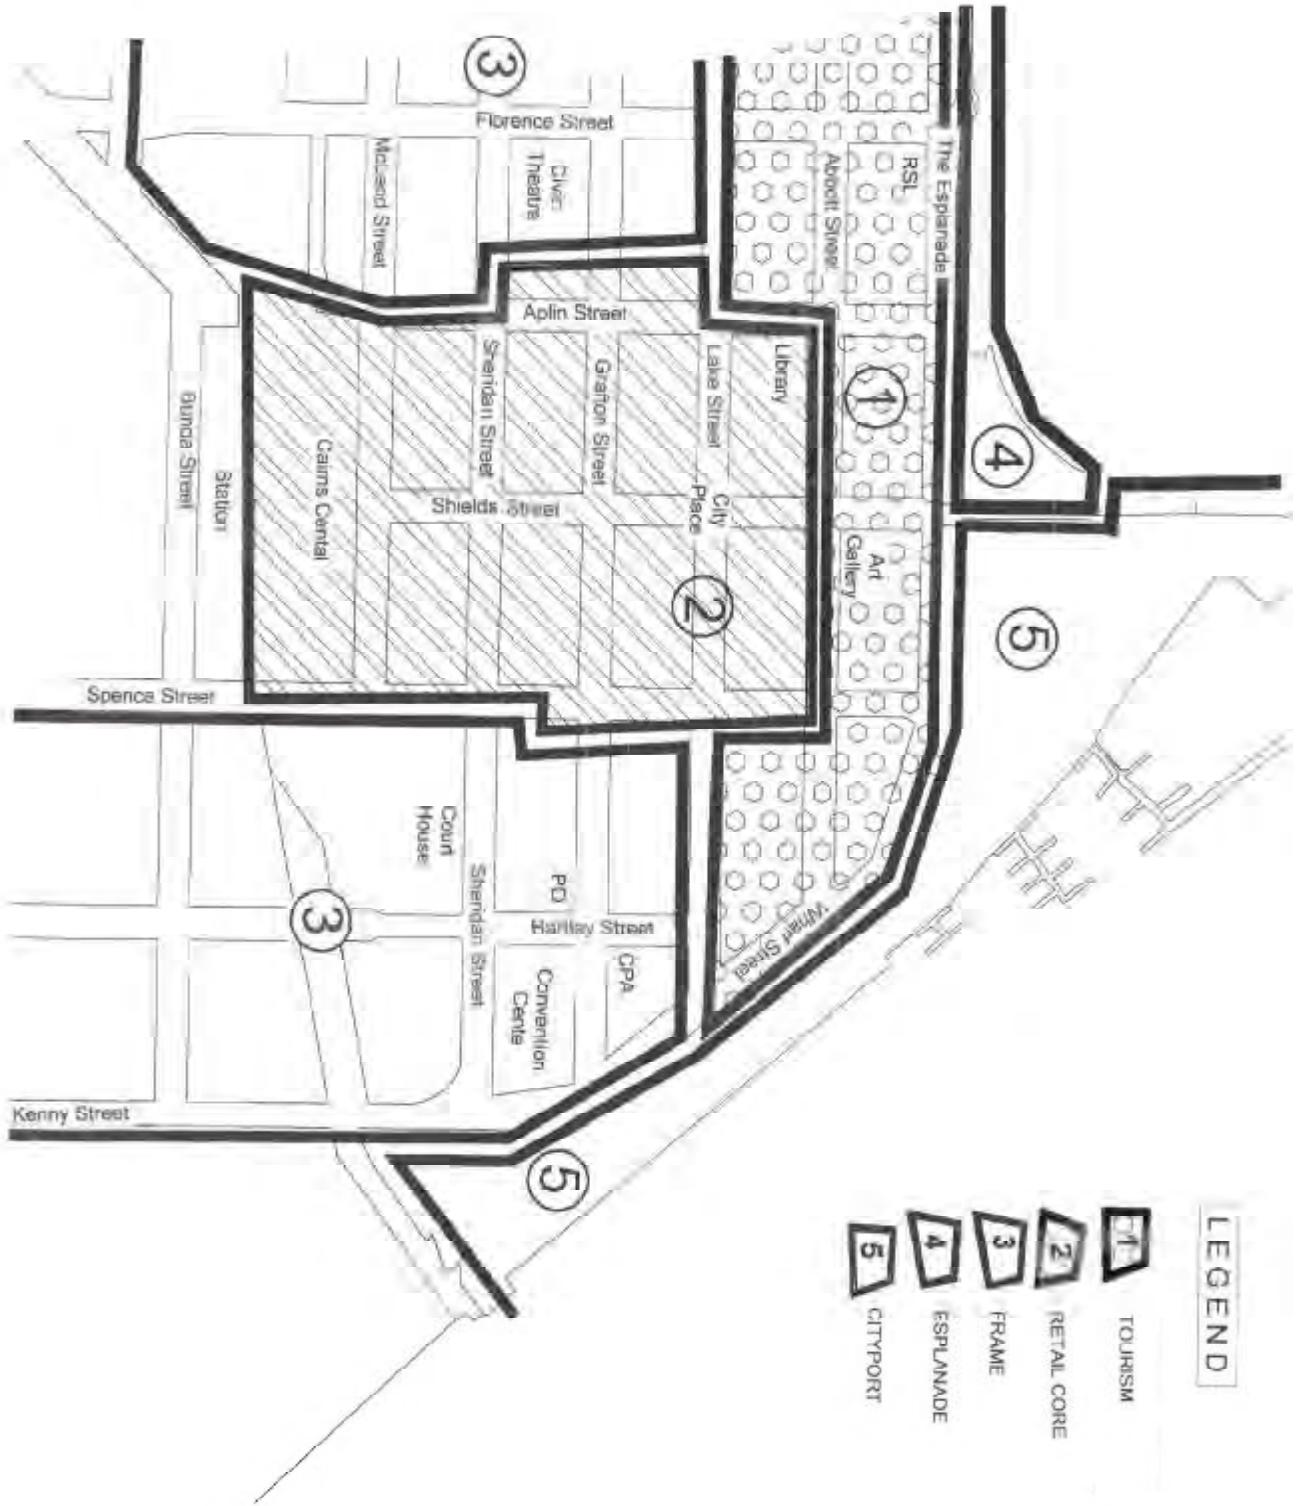 3
Florence Street
McLeod Street
Civic
Theatre
RSL
Abbott Street
The Esplanade
Aplin Street
Library
1
4
Sheridan Street
Grafton Street
Lake Street
Bunda Street
Station
Cairns Cental
Shields Street
City
Place
2
Art
Gallery
5
Spence Street
Court
House
PO
3
Sheridan Street
Hartley Street
Wharf Street
CPA
Convention
Cente
Kenny Street
5
LEGEND
1 TOURISM
2 RETAIL CORE
3 FRAME
4 ESPLANADE
5 CITYPORT